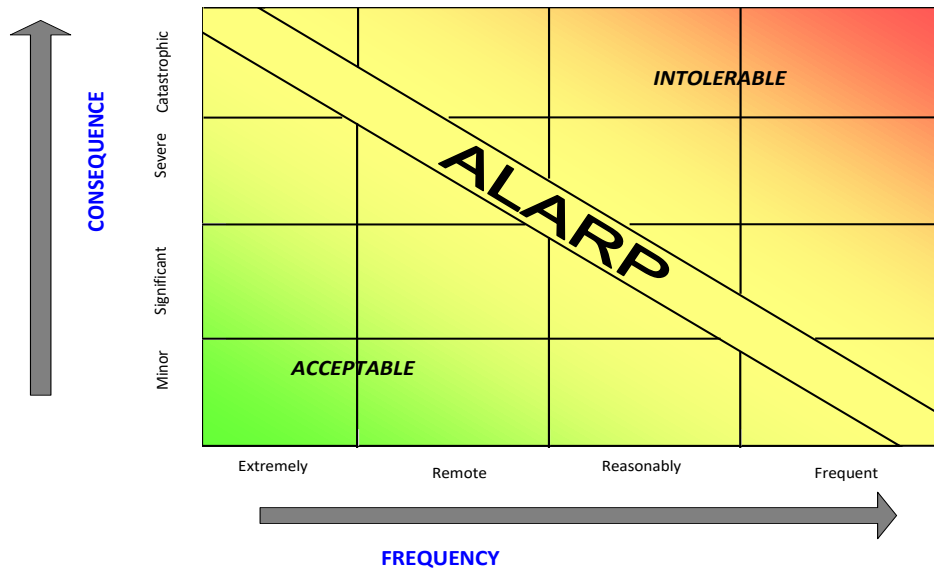 CONSEQUENCE
Catastrophic
Severe
Significant
Minor
INTOLERABLE
ALARP
ACCEPTABLE
Extremely
Remote
Reasonably
Frequent
FREQUENCY